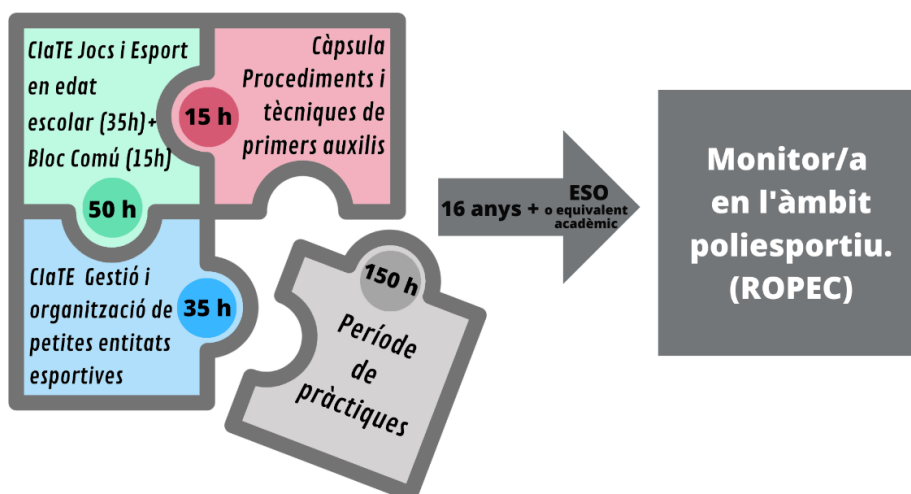 CIaTE Jocs i Esport
en edat
escolar (35h)+
Bloc Comú (15h)
50 h
Càpsula
Procediments i
tècniques de
primers auxilis
15 h
CIaTE Gestió i
organització de
petites entitats
esportives
35 h
150 h
Període
de
pràctiques
16 anys + ESO
o equivalent
acadèmic
Monitor/a
en l'àmbit
poliesportiu.
(ROPEC)